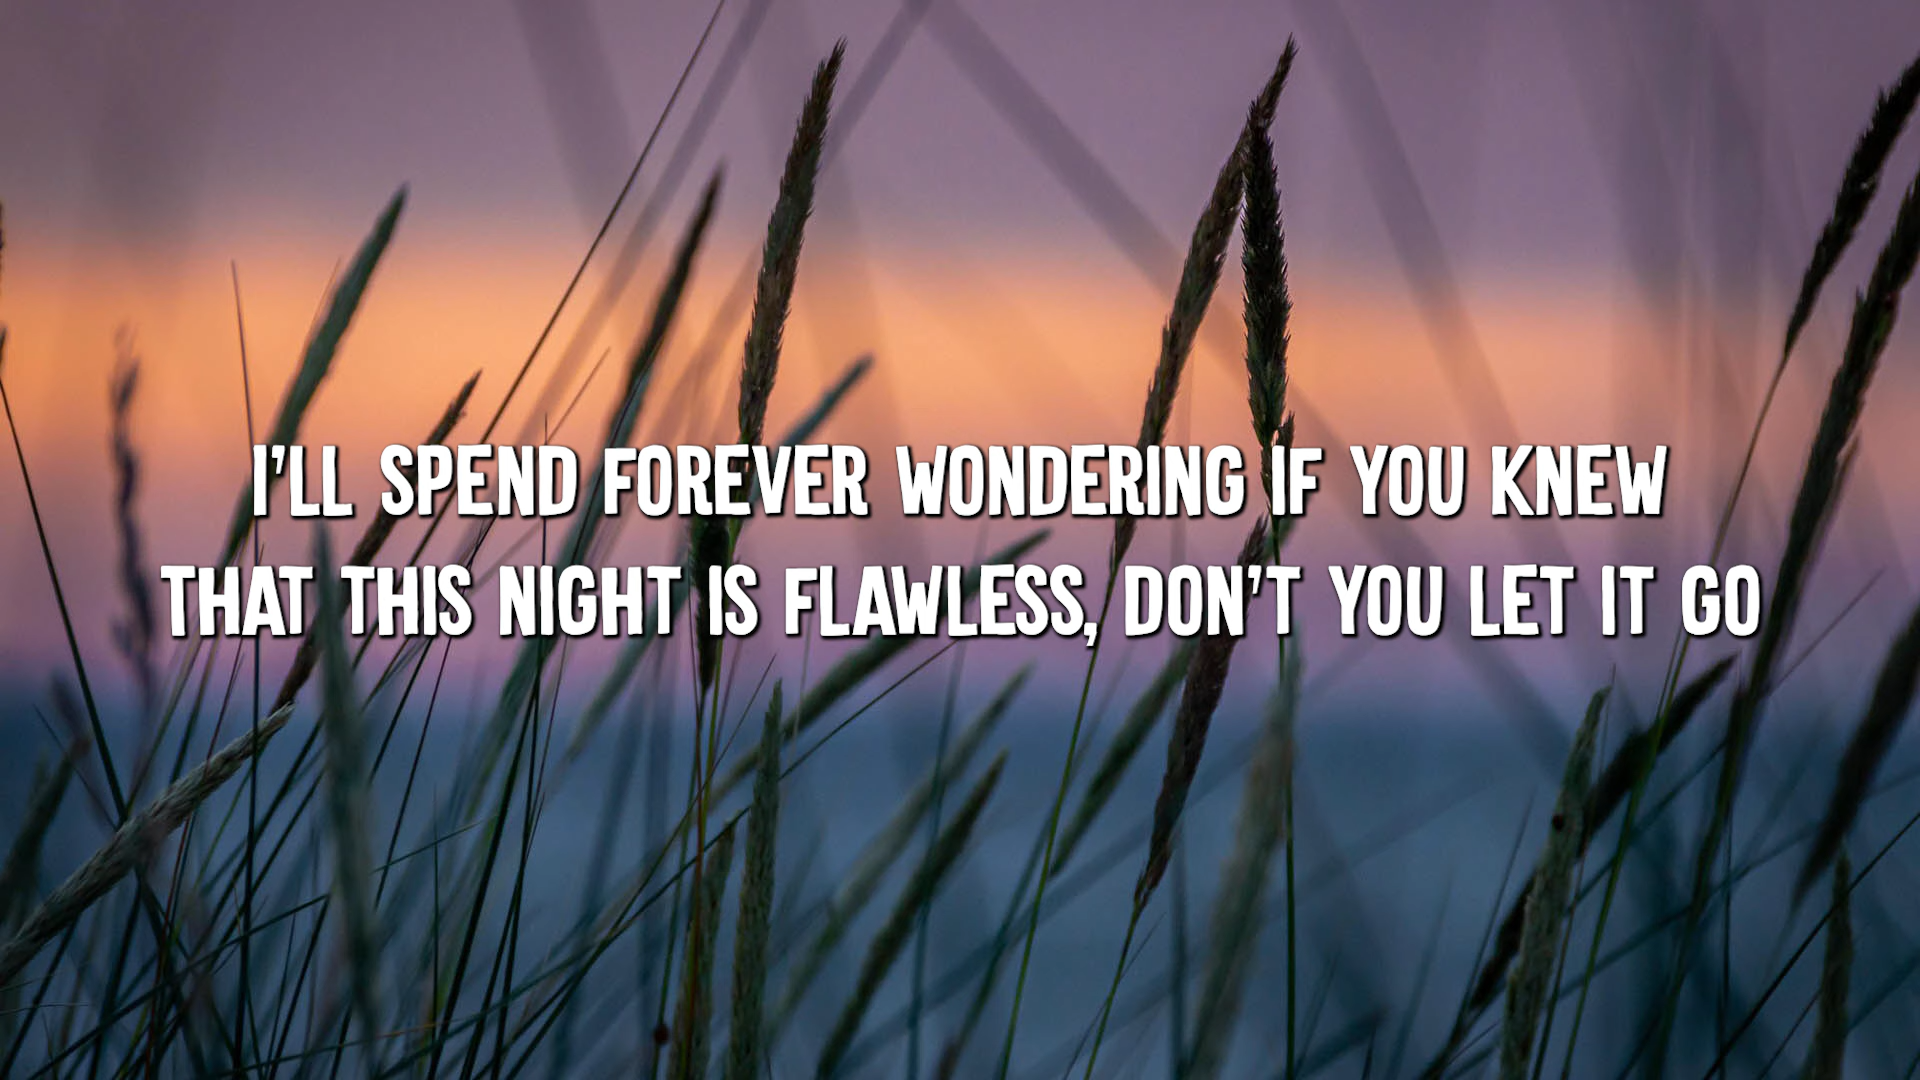 I'LL SPEND FOREVER WONDERING IF YOU KNEW
THAT THIS NIGHT IS FLAWLESS, DON'T YOU LET IT GO